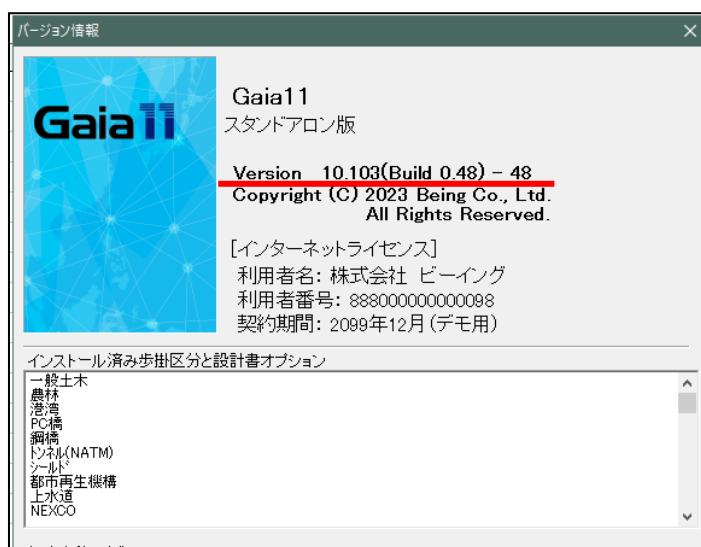 バージョン情報
Gaia11
Gaia11
スタンドアロン版
Version 10.103(Build 0.48) - 48
Copyright (C) 2023 Being Co., Ltd.
All Rights Reserved.
[インターネットライセンス]
利用者名: 株式会社 ビーイング
利用者番号: 888000000000098
契約期間: 2099年12月(デモ用)
インストール済み歩掛区分と設計書オプション
一般土木
農林
港湾
PC橋
鋼橋
トンネル(NATM)
シールド
都市再生機構
上水道
NEXCO